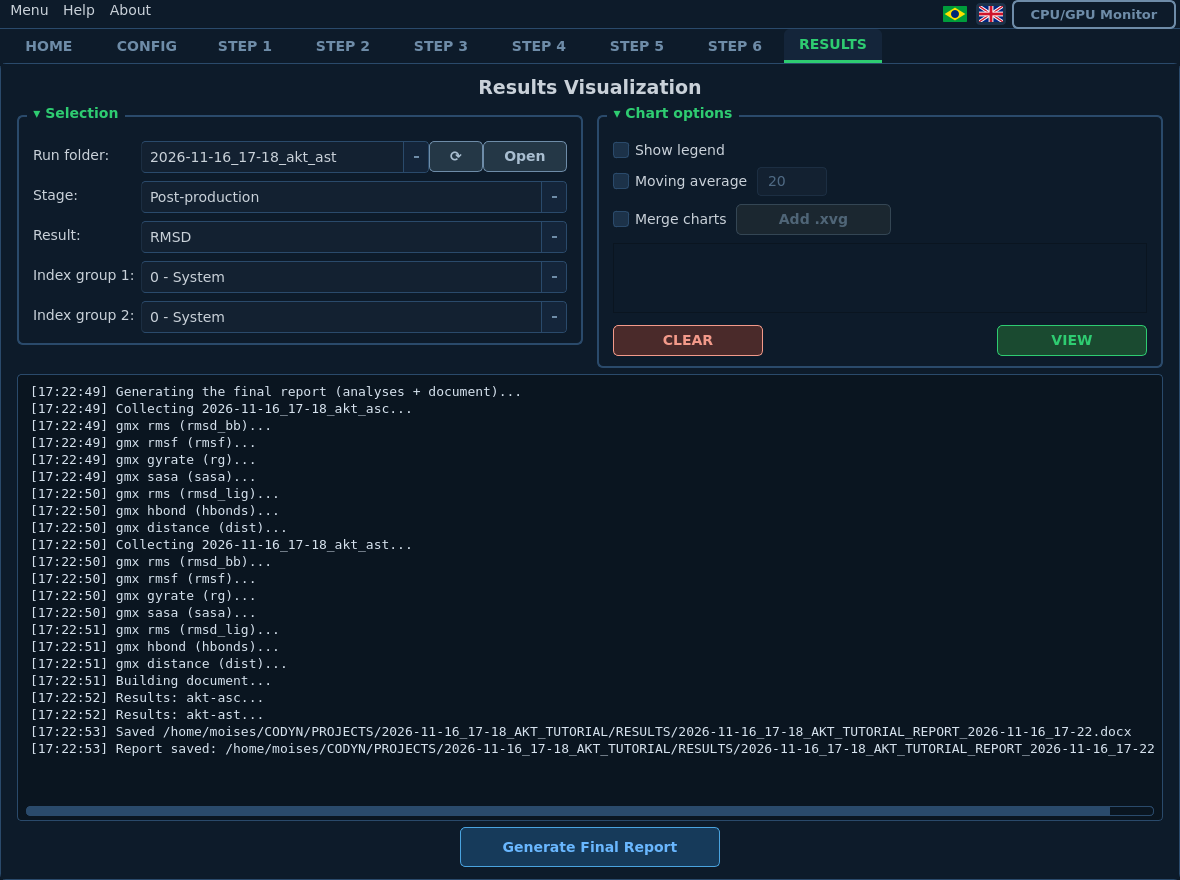 Menu Help About CPU/GPU Monitor
HOME CONFIG STEP 1 STEP 2 STEP 3 STEP 4 STEP 5 STEP 6 RESULTS
Results Visualization
▾ Selection
Run folder: 2026-11-16_17-18_akt_ast - ⟳ Open
Stage: Post-production -
Result: RMSD -
Index group 1: 0 - System -
Index group 2: 0 - System -
▾ Chart options
Show legend
Moving average 20
Merge charts Add .xvg
CLEAR VIEW
[17:22:49] Generating the final report (analyses + document)...
[17:22:49] Collecting 2026-11-16_17-18_akt_asc...
[17:22:49] gmx rms (rmsd_bb)...
[17:22:49] gmx rmsf (rmsf)...
[17:22:49] gmx gyrate (rg)...
[17:22:49] gmx sasa (sasa)...
[17:22:50] gmx rms (rmsd_lig)...
[17:22:50] gmx hbond (hbonds)...
[17:22:50] gmx distance (dist)...
[17:22:50] Collecting 2026-11-16_17-18_akt_ast...
[17:22:50] gmx rms (rmsd_bb)...
[17:22:50] gmx rmsf (rmsf)...
[17:22:50] gmx gyrate (rg)...
[17:22:50] gmx sasa (sasa)...
[17:22:51] gmx rms (rmsd_lig)...
[17:22:51] gmx hbond (hbonds)...
[17:22:51] gmx distance (dist)...
[17:22:51] Building document...
[17:22:52] Results: akt-asc...
[17:22:52] Results: akt-ast...
[17:22:53] Saved /home/moises/CODYN/PROJECTS/2026-11-16_17-18_AKT_TUTORIAL/RESULTS/2026-11-16_17-18_AKT_TUTORIAL_REPORT_2026-11-16_17-22.docx
[17:22:53] Report saved: /home/moises/CODYN/PROJECTS/2026-11-16_17-18_AKT_TUTORIAL/RESULTS/2026-11-16_17-18_AKT_TUTORIAL_REPORT_2026-11-16_17-22
Generate Final Report